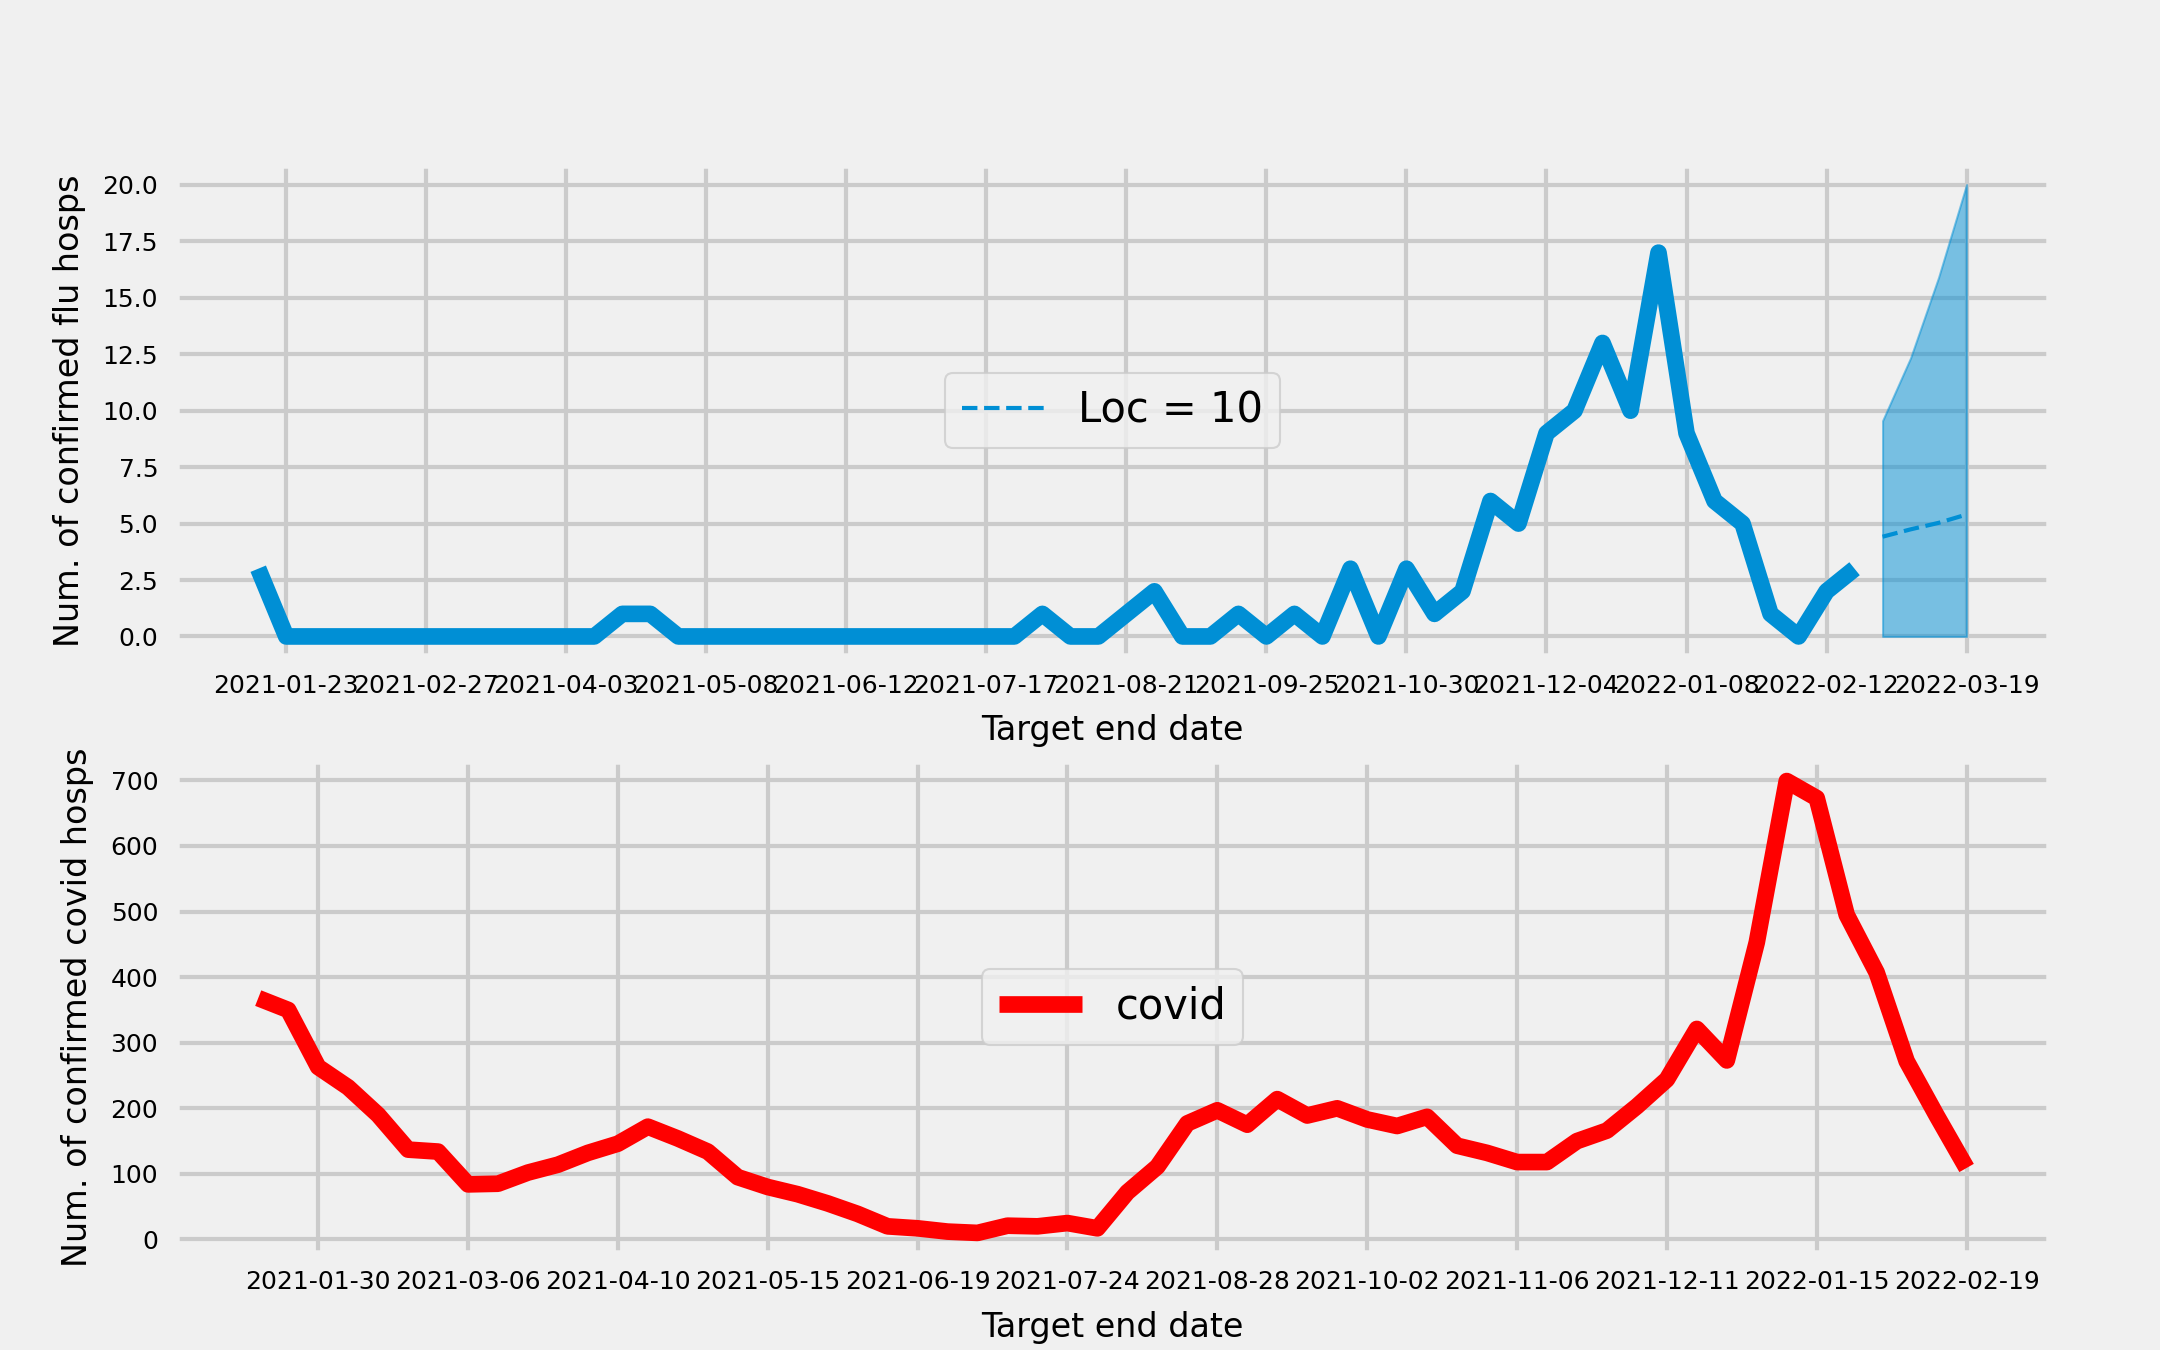 Num. of confirmed flu hosps
20.0
17.5
15.0
12.5
10.0
7.5
5.0
2.5
0.0
Loc = 10
2021-01-23 2021-02-27 2021-04-03 2021-05-08 2021-06-12 2021-07-17 2021-08-21 2021-09-25 2021-10-30 2021-12-04 2022-01-08 2022-02-12 2022-03-19
Target end date
Num. of confirmed covid hosps
700
600
500
400
300
200
100
0
covid
2021-01-30 2021-03-06 2021-04-10 2021-05-15 2021-06-19 2021-07-24 2021-08-28 2021-10-02 2021-11-06 2021-12-11 2022-01-15 2022-02-19
Target end date